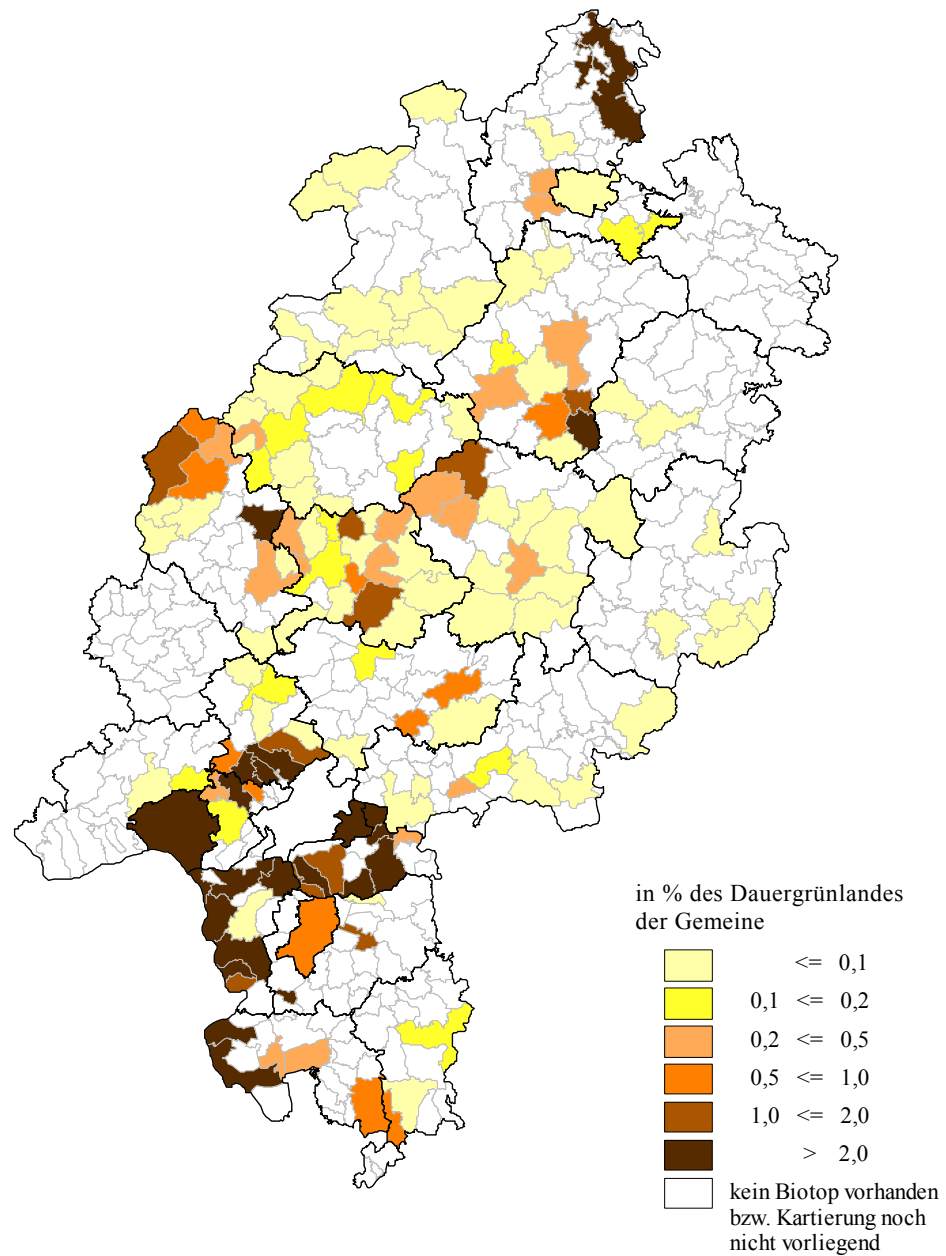 in % des Dauergrünlandes
der Gemeine
<= 0,1
0,1 <= 0,2
0,2 <= 0,5
0,5 <= 1,0
1,0 <= 2,0
> 2,0
kein Biotop vorhanden
bzw. Kartierung noch
nicht vorliegend